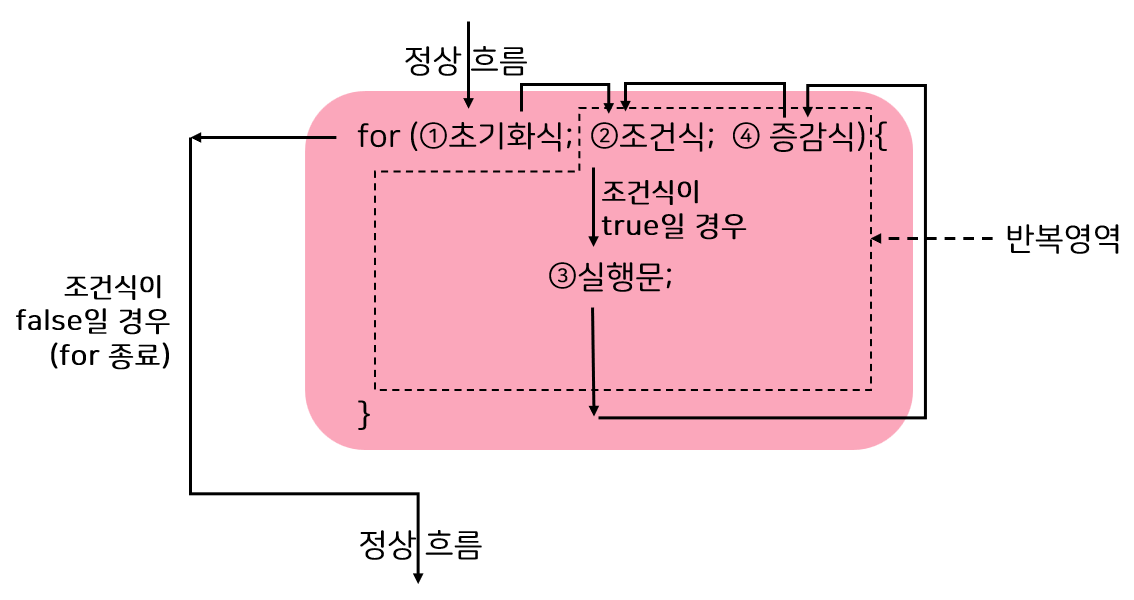 정상 흐름
for (①초기화식; ②조건식; ④ 증감식) {
조건식이
true일 경우
반복영역
③실행문;
조건식이
false일 경우
(for 종료)
}
정상 흐름